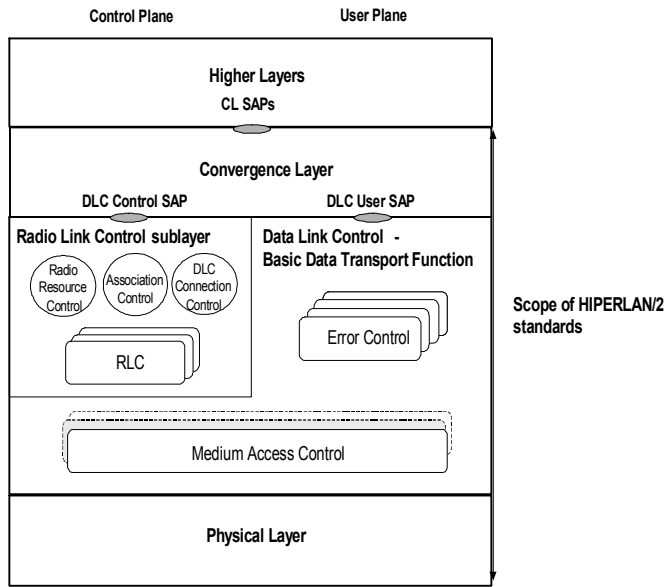 Control Plane
User Plane
Higher Layers
CL SAPs
Convergence Layer
DLC Control SAP
DLC User SAP
Radio Link Control sublayer
Data Link Control -
Basic Data Transport Function
Radio
Resource
Control
Association
Control
DLC
Connection
Control
RLC
Error Control
Medium Access Control
Physical Layer
Scope of HIPERLAN/2
standards